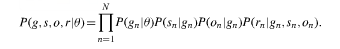 P(g, s, o, r|θ) = ∏_{n=1}^{N} P(g_n|θ)P(s_n|g_n)P(o_n|g_n)P(r_n|g_n, s_n, o_n).